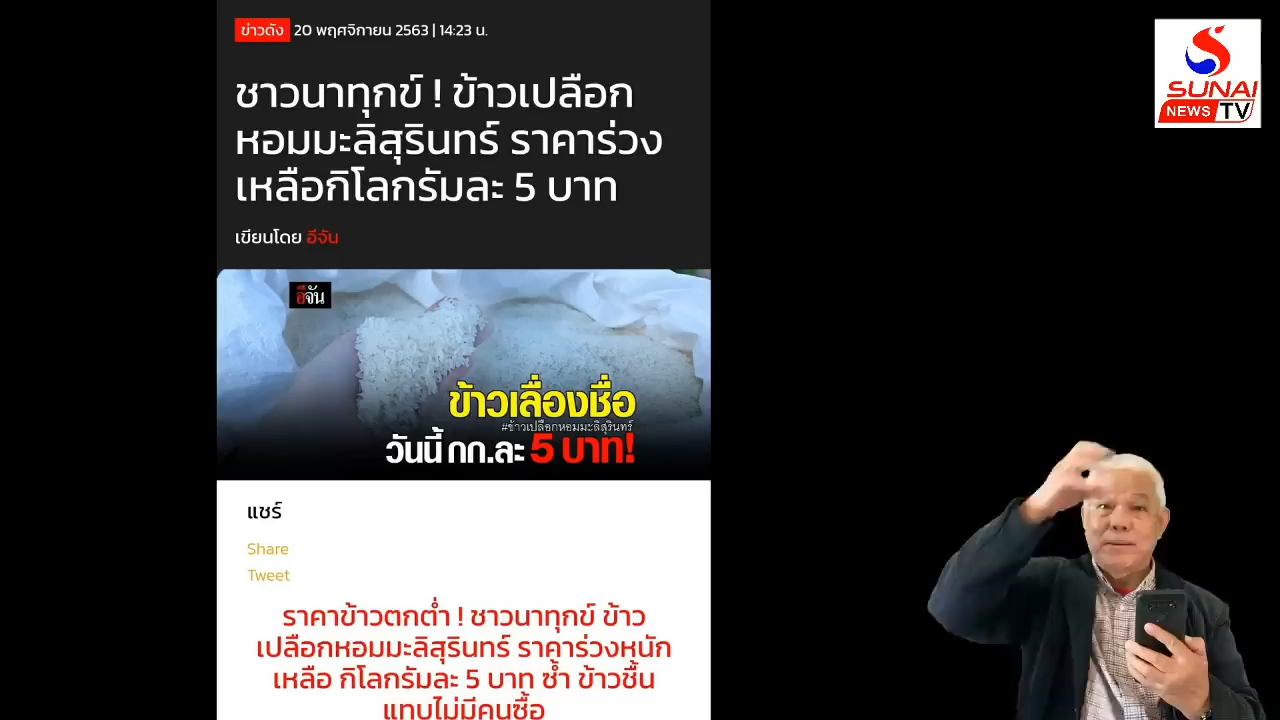 ข่าวดัง 20 พฤศจิกายน 2563 | 14:23 น.
ชาวนาทุกข์ ! ข้าวเปลือก
หอมมะลิสุรินทร์ ราคาร่วง
เหลือกิโลกรัมละ 5 บาท
เขียนโดย อีจัน
อีจัน
ข้าวเลื่องชื่อ
#ข้าวเปลือกหอมมะลิสุรินทร์
วันนี้ กก.ละ 5 บาท!
แชร์
Share
Tweet
ราคาข้าวตกต่ำ ! ชาวนาทุกข์ ข้าว
เปลือกหอมมะลิสุรินทร์ ราคาร่วงหนัก
เหลือ กิโลกรัมละ 5 บาท ซ้ำ ข้าวชื้น
แทบไม่มีคนซื้อ
SUNAI
NEWS TV